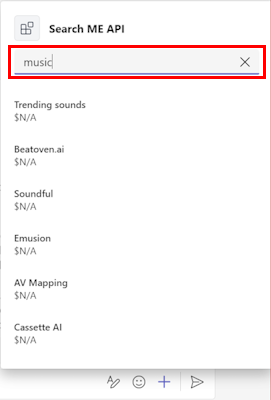 Search ME API
music
Trending sounds
$N/A
Beatoven.ai
$N/A
Soundful
$N/A
Emusion
$N/A
AV Mapping
$N/A
Cassette AI
$N/A